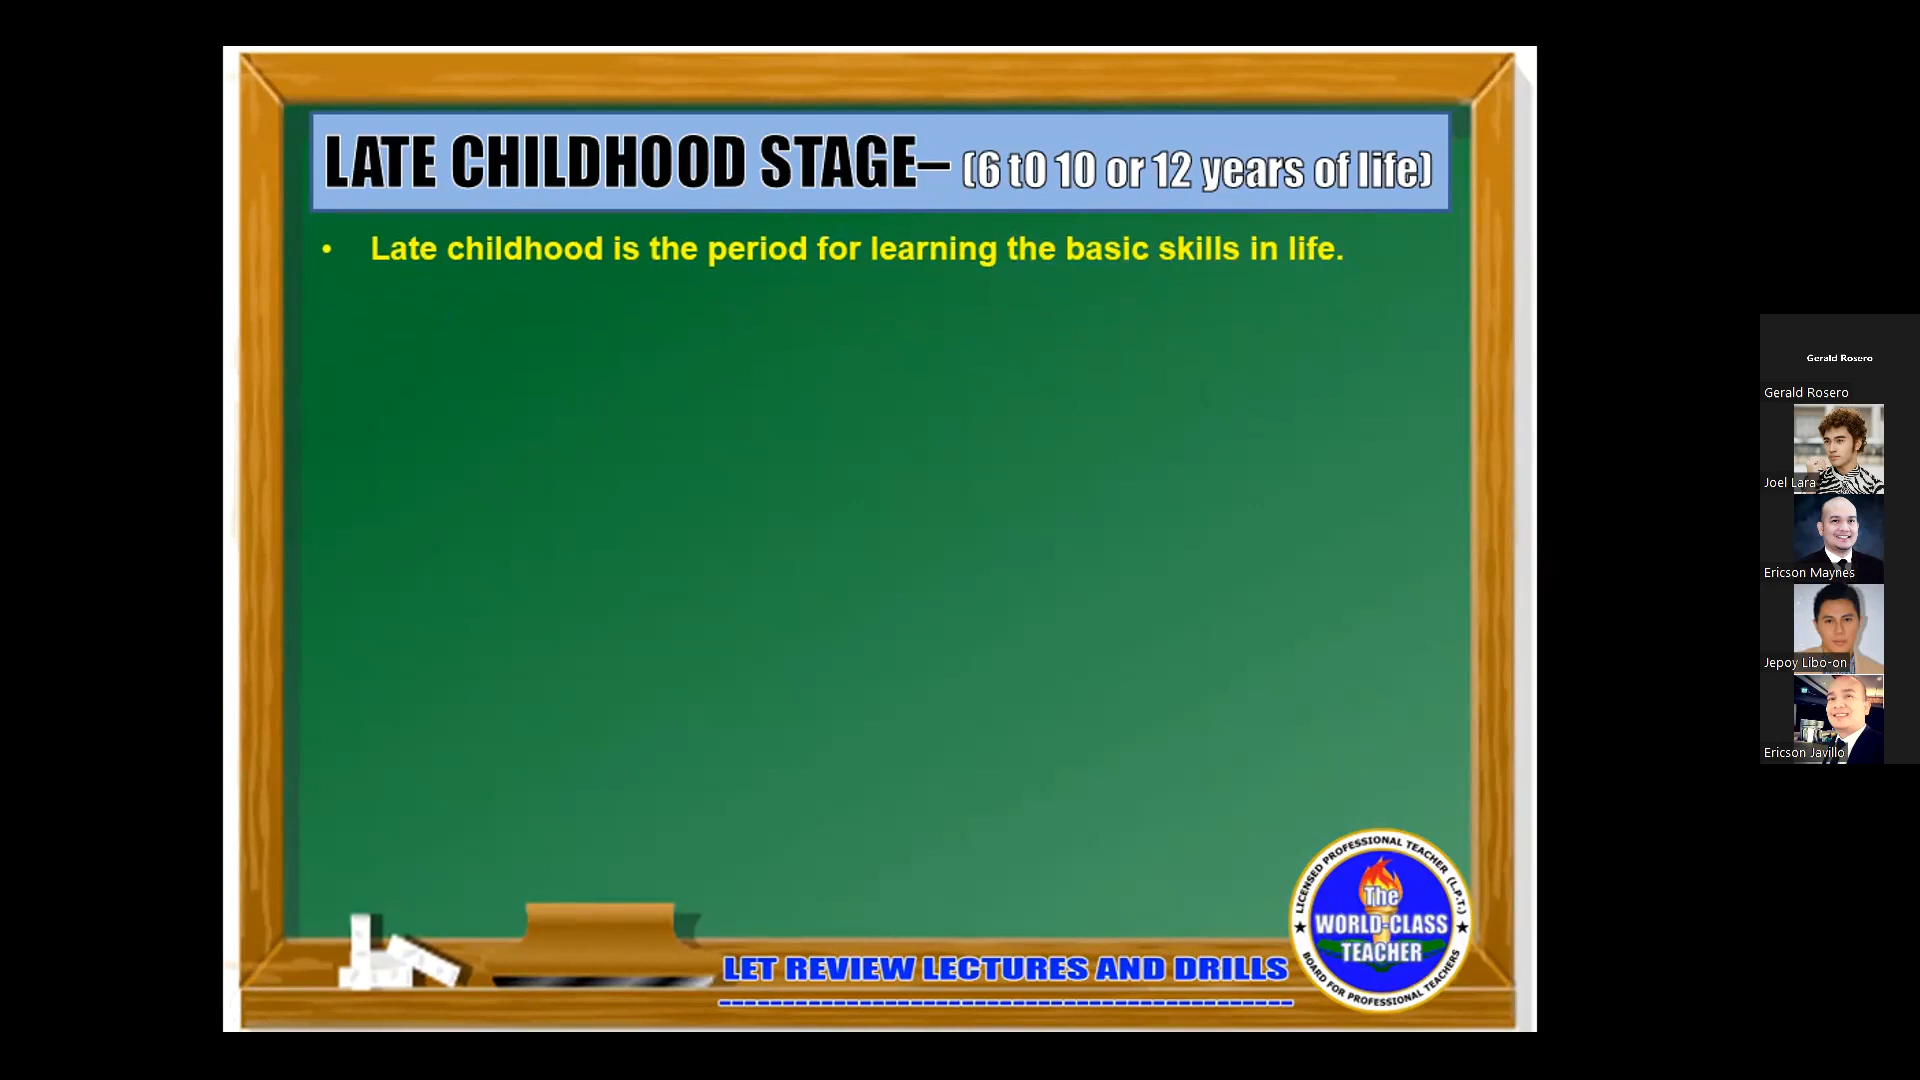 LATE CHILDHOOD STAGE– (6 t0 10 or 12 years of life)
• Late childhood is the period for learning the basic skills in life.
LICENSED PROFESSIONAL TEACHER (L.P.T.)
The
WORLD-CLASS
TEACHER
BOARD FOR PROFESSIONAL TEACHERS
LET REVIEW LECTURES AND DRILLS
Gerald Rosero
Gerald Rosero
Joel Lara
Ericson Maynes
Jepoy Libo-on
Ericson Javillo